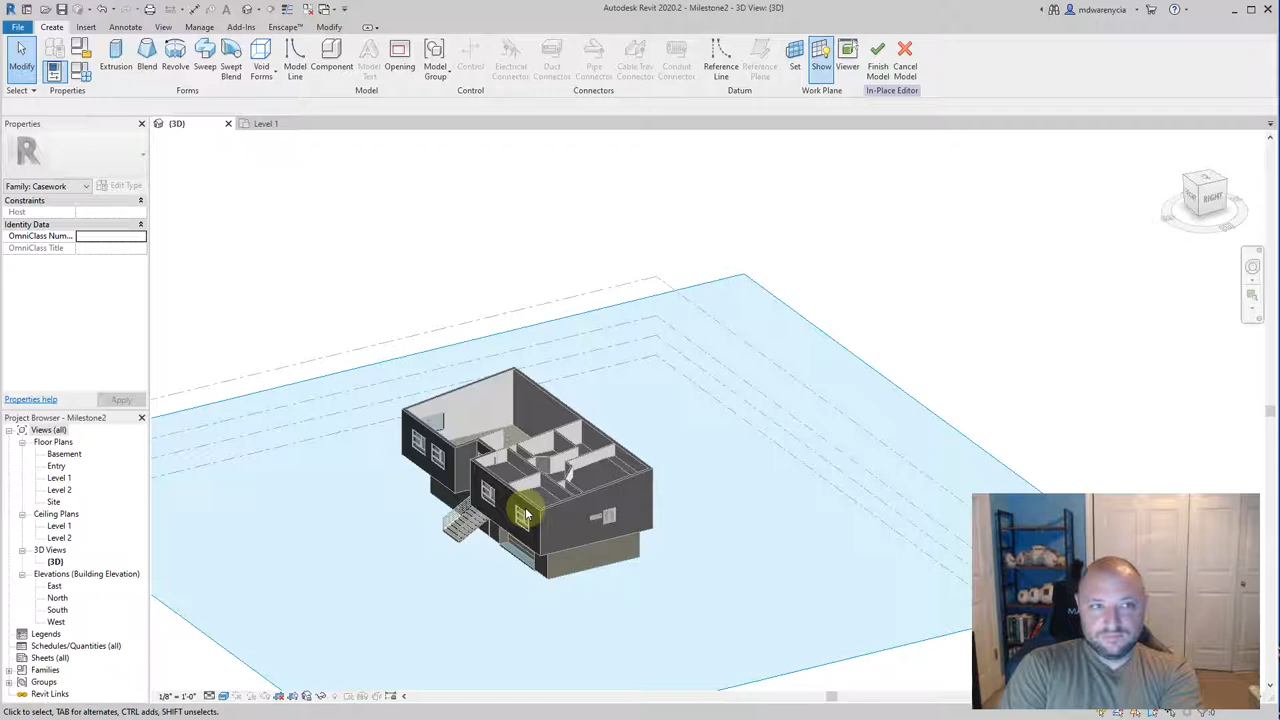 Autodesk Revit 2020.2 - Milestone2 - 3D View: {3D}
mdwarenycia
File Create Insert Annotate View Manage Add-Ins Enscape™ Modify
Modify
Extrusion Blend Revolve Sweep Swept Blend Void Forms
Model Line Component Model Text Opening Model Group
Control
Electrical Connector Duct Connector Pipe Connector Cable Tray Connector Conduit Connector
Reference Line Reference Plane
Set Show Viewer
Finish Model Cancel Model
Select Properties Forms Model Control Connectors Datum Work Plane In-Place Editor
Properties
{3D}
Level 1
R
Family: Casework
Edit Type
Constraints
Host
Identity Data
OmniClass Num...
OmniClass Title
RIGHT
Properties help
Apply
Project Browser - Milestone2
Views (all)
Floor Plans
Basement
Entry
Level 1
Level 2
Site
Ceiling Plans
Level 1
Level 2
3D Views
{3D}
Elevations (Building Elevation)
East
North
South
West
Legends
Schedules/Quantities (all)
Sheets (all)
Families
Groups
Revit Links
1/8" = 1'-0"
Click to select, TAB for alternates, CTRL adds, SHIFT unselects.
:0